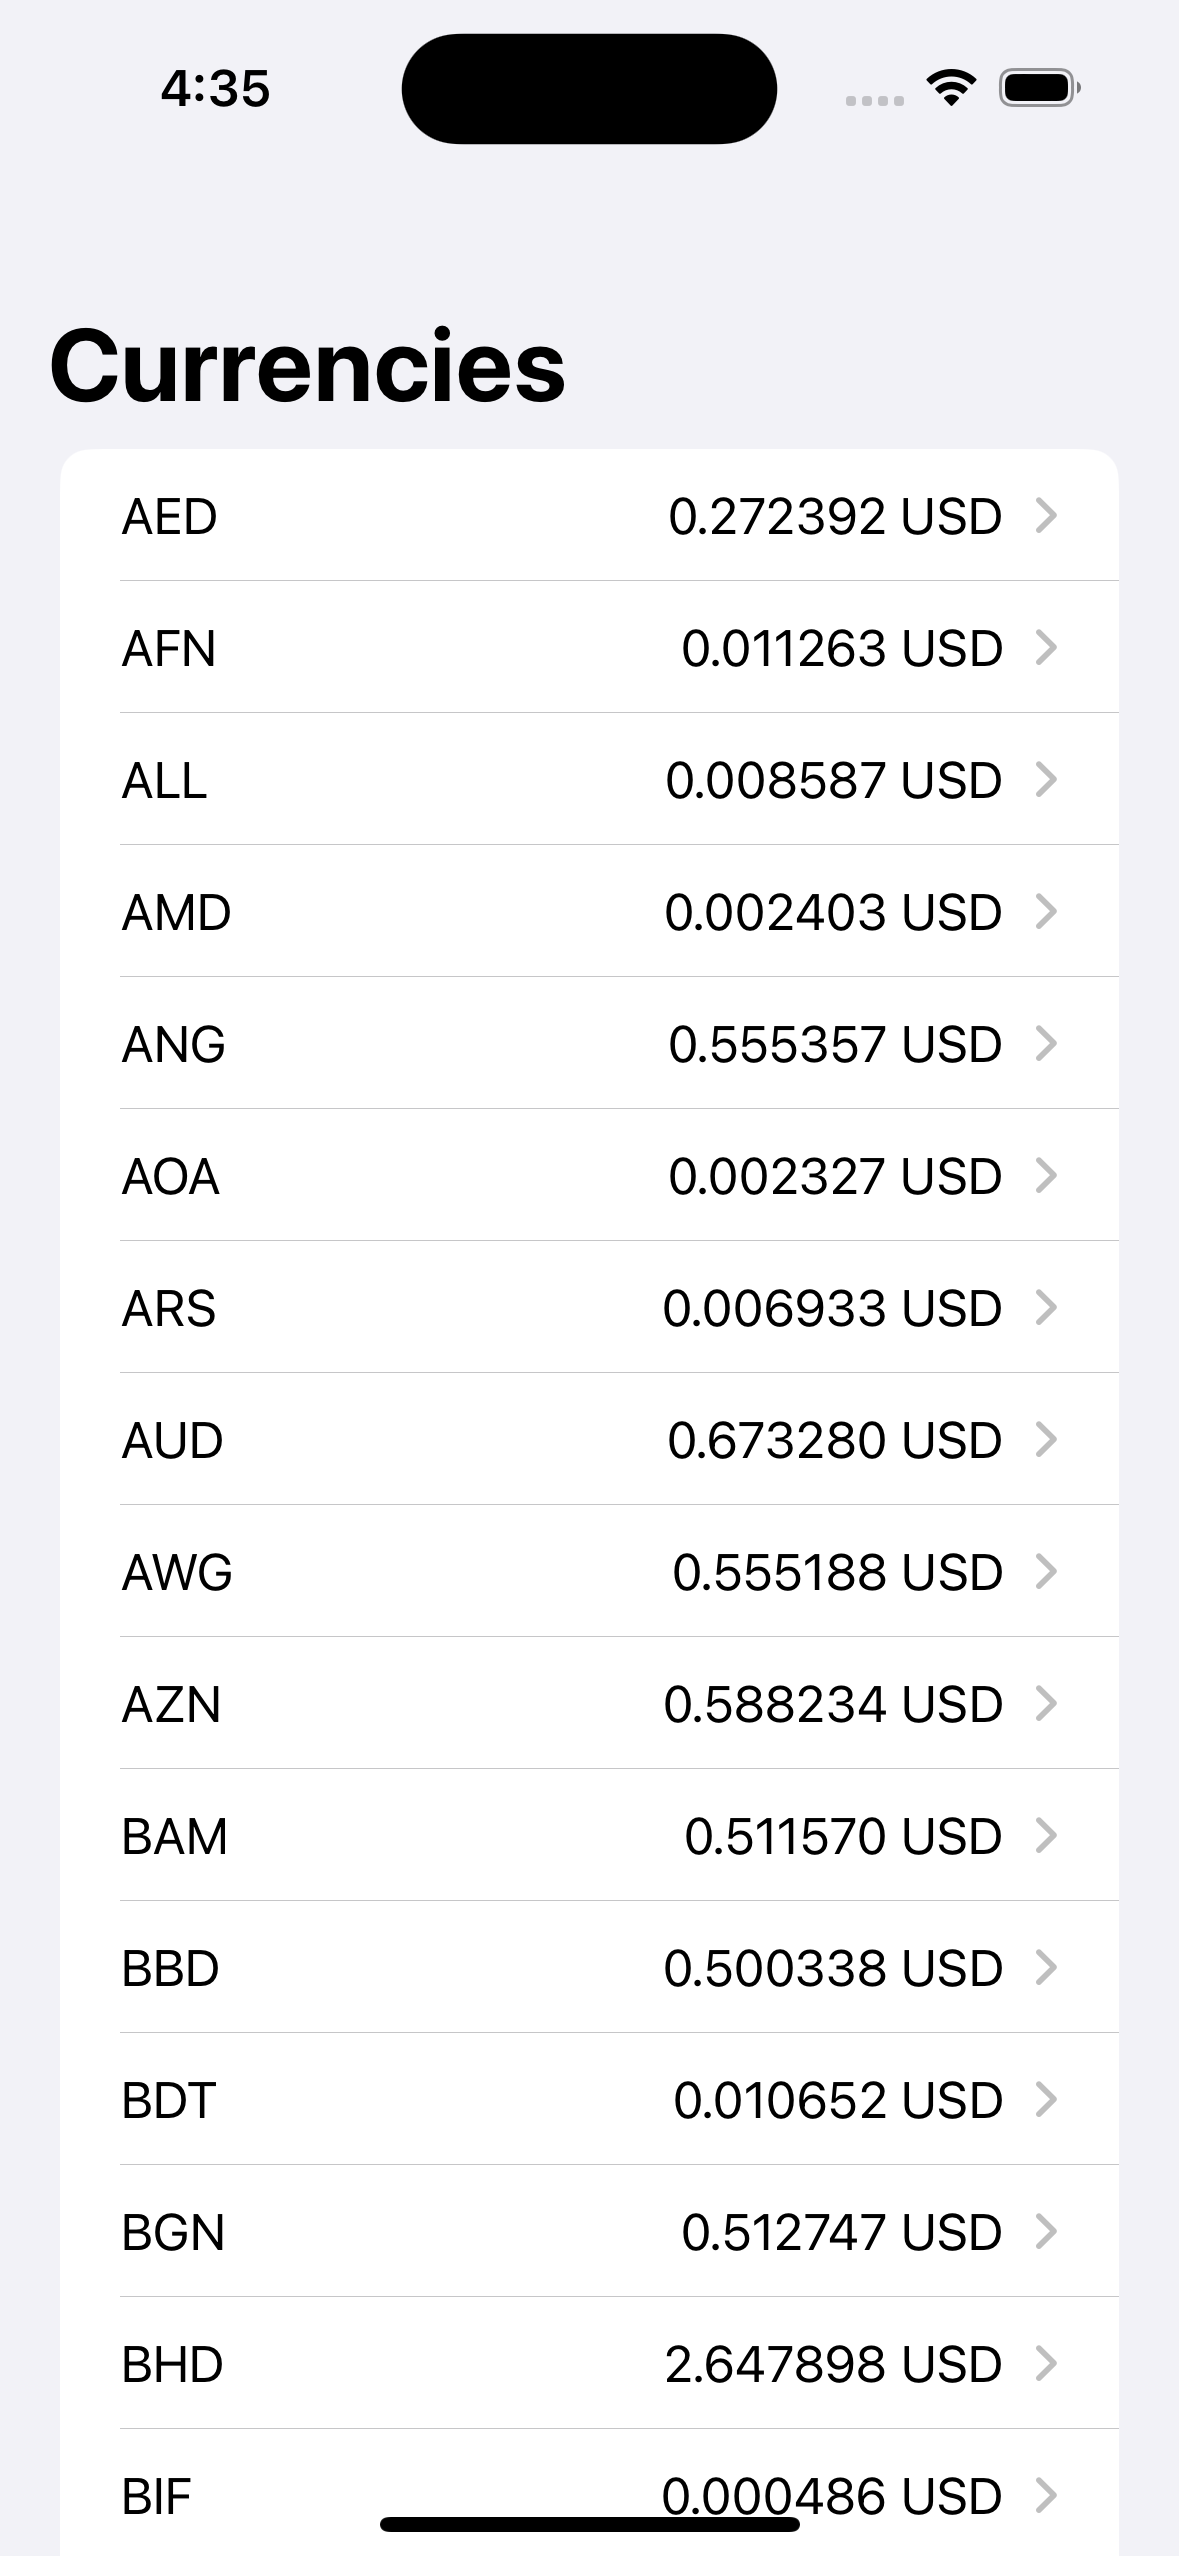 4:35
Currencies
AED 0.272392 USD
AFN 0.011263 USD
ALL 0.008587 USD
AMD 0.002403 USD
ANG 0.555357 USD
AOA 0.002327 USD
ARS 0.006933 USD
AUD 0.673280 USD
AWG 0.555188 USD
AZN 0.588234 USD
BAM 0.511570 USD
BBD 0.500338 USD
BDT 0.010652 USD
BGN 0.512747 USD
BHD 2.647898 USD
BIF 0.000486 USD